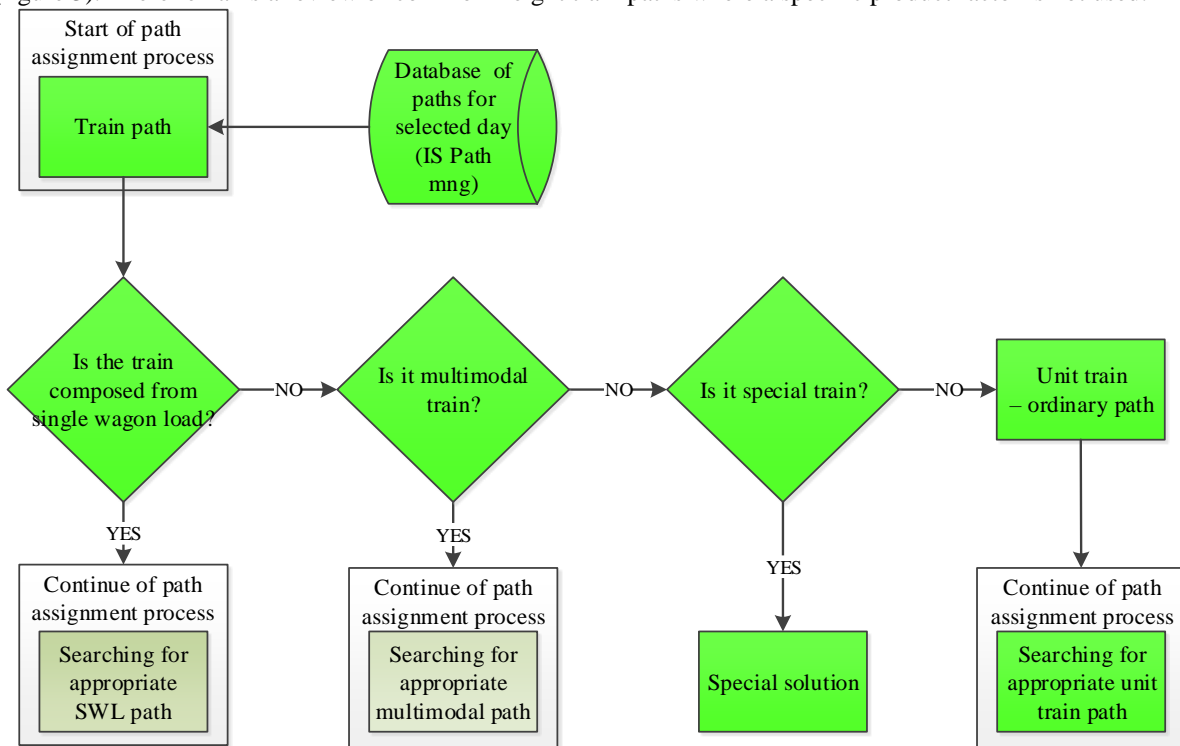 Start of path
assignment process
Train path
Database of
paths for
selected day
(IS Path
mng)
Is the train
composed from
single wagon load?
NO
Is it multimodal
train?
NO
Is it special train?
NO
Unit train
– ordinary path
YES
YES
YES
Continue of path
assignment process
Searching for
appropriate
SWL path
Continue of path
assignment process
Searching for
appropriate
multimodal path
Special solution
Continue of path
assignment process
Searching for
appropriate unit
train path